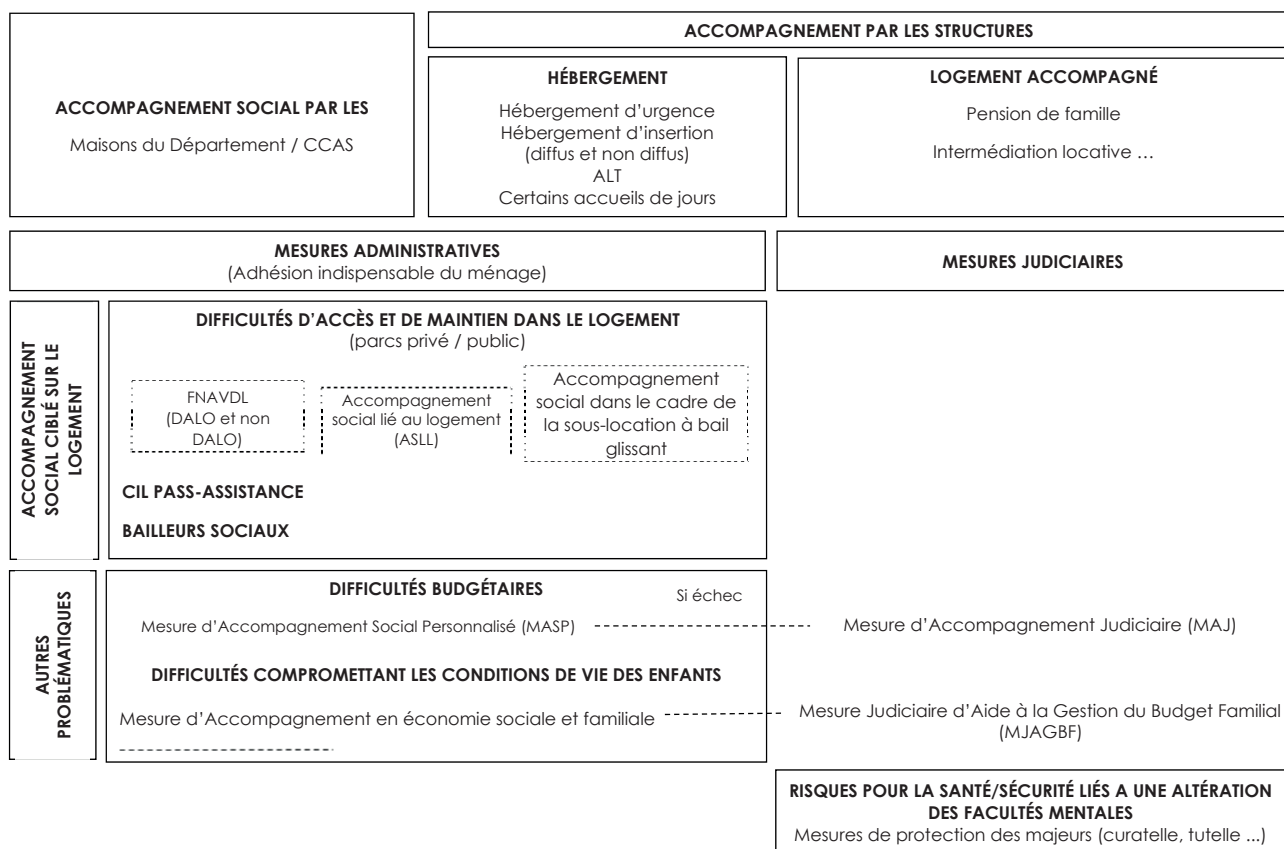 ACCOMPAGNEMENT SOCIAL PAR LES
Maisons du Département / CCAS
ACCOMPAGNEMENT PAR LES STRUCTURES
HÉBERGEMENT
Hébergement d’urgence
Hébergement d’insertion
(diffus et non diffus)
ALT
Certains accueils de jours
LOGEMENT ACCOMPAGNÉ
Pension de famille
Intermédiation locative …
MESURES ADMINISTRATIVES
(Adhésion indispensable du ménage)
MESURES JUDICIAIRES
ACCOMPAGNEMENT
SOCIAL CIBLÉ SUR LE
LOGEMENT
DIFFICULTÉS D’ACCÈS ET DE MAINTIEN DANS LE LOGEMENT
(parcs privé / public)
FNAVDL
(DALO et non
DALO)
Accompagnement
social lié au logement
(ASLL)
Accompagnement
social dans le cadre de
la sous-location à bail
glissant
CIL PASS-ASSISTANCE
BAILLEURS SOCIAUX
AUTRES
PROBLÉMATIQUES
DIFFICULTÉS BUDGÉTAIRES
Si échec
Mesure d’Accompagnement Social Personnalisé (MASP)
Mesure d’Accompagnement Judiciaire (MAJ)
DIFFICULTÉS COMPROMETTANT LES CONDITIONS DE VIE DES ENFANTS
Mesure d’Accompagnement en économie sociale et familiale
Mesure Judiciaire d’Aide à la Gestion du Budget Familial
(MJAGBF)
RISQUES POUR LA SANTÉ/SÉCURITÉ LIÉS A UNE ALTÉRATION
DES FACULTÉS MENTALES
Mesures de protection des majeurs (curatelle, tutelle ...)